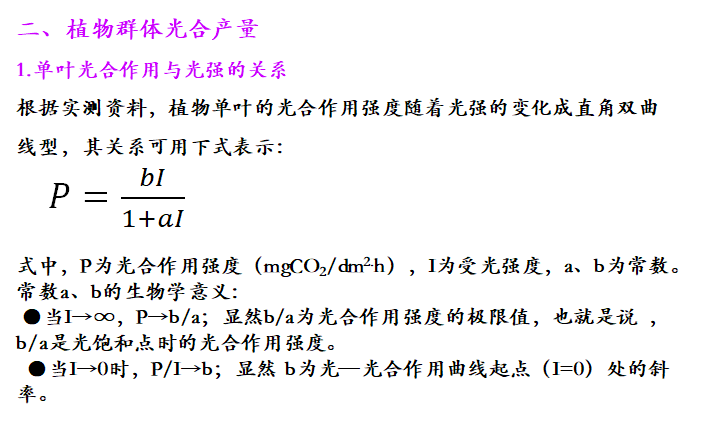 二、植物群体光合产量
1.单叶光合作用与光强的关系
根据实测资料，植物单叶的光合作用强度随着光强的变化成直角双曲
线型，其关系可用下式表示：
P = bI / (1+aI)
式中，P为光合作用强度（mgCO₂/dm²·h），I为受光强度，a、b为常数。
常数a、b的生物学意义：
●当I→∞，P→b/a；显然b/a为光合作用强度的极限值，也就是说 ，
b/a是光饱和点时的光合作用强度。
●当I→0时，P/I→b；显然 b为光—光合作用曲线起点（I=0）处的斜
率。